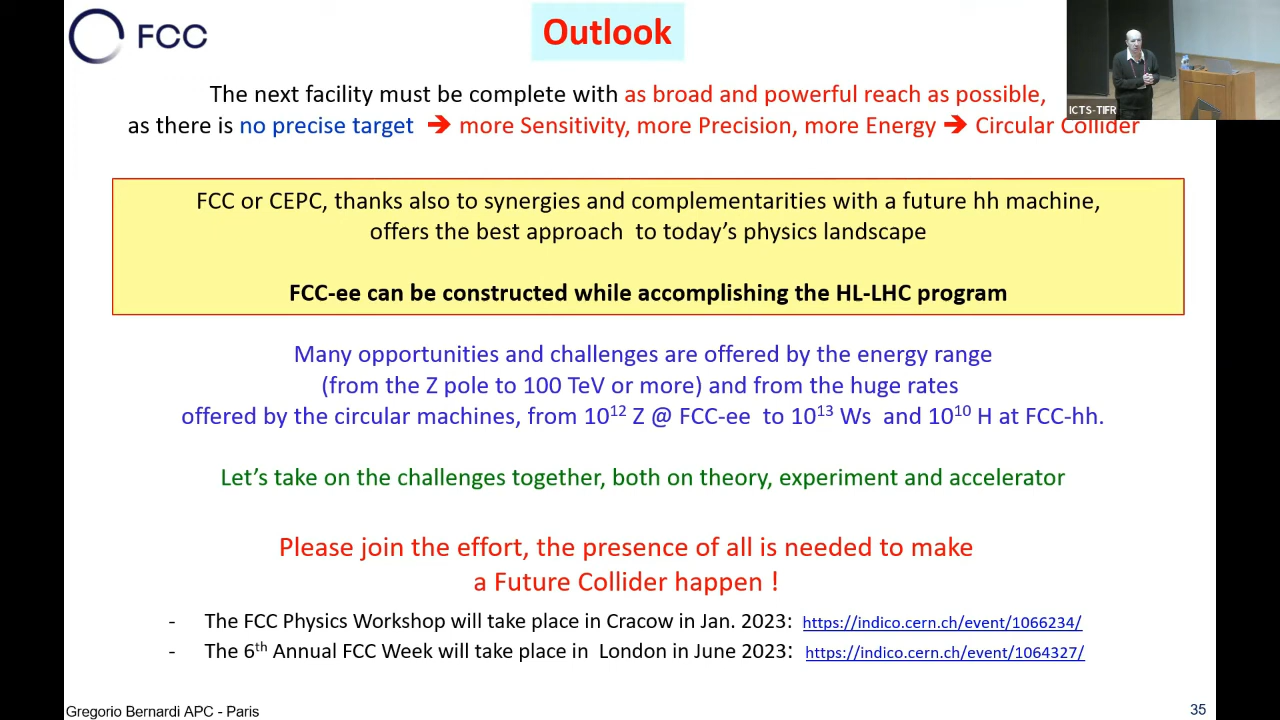 FCC
Outlook
ICTS-TIFR
The next facility must be complete with as broad and powerful reach as possible,
as there is no precise target ➔ more Sensitivity, more Precision, more Energy ➔ Circular Collider
FCC or CEPC, thanks also to synergies and complementarities with a future hh machine,
offers the best approach to today's physics landscape
FCC-ee can be constructed while accomplishing the HL-LHC program
Many opportunities and challenges are offered by the energy range
(from the Z pole to 100 TeV or more) and from the huge rates
offered by the circular machines, from 10¹² Z @ FCC-ee to 10¹³ Ws and 10¹⁰ H at FCC-hh.
Let's take on the challenges together, both on theory, experiment and accelerator
Please join the effort, the presence of all is needed to make
a Future Collider happen !
- The FCC Physics Workshop will take place in Cracow in Jan. 2023: https://indico.cern.ch/event/1066234/
- The 6th Annual FCC Week will take place in London in June 2023: https://indico.cern.ch/event/1064327/
Gregorio Bernardi APC - Paris
35